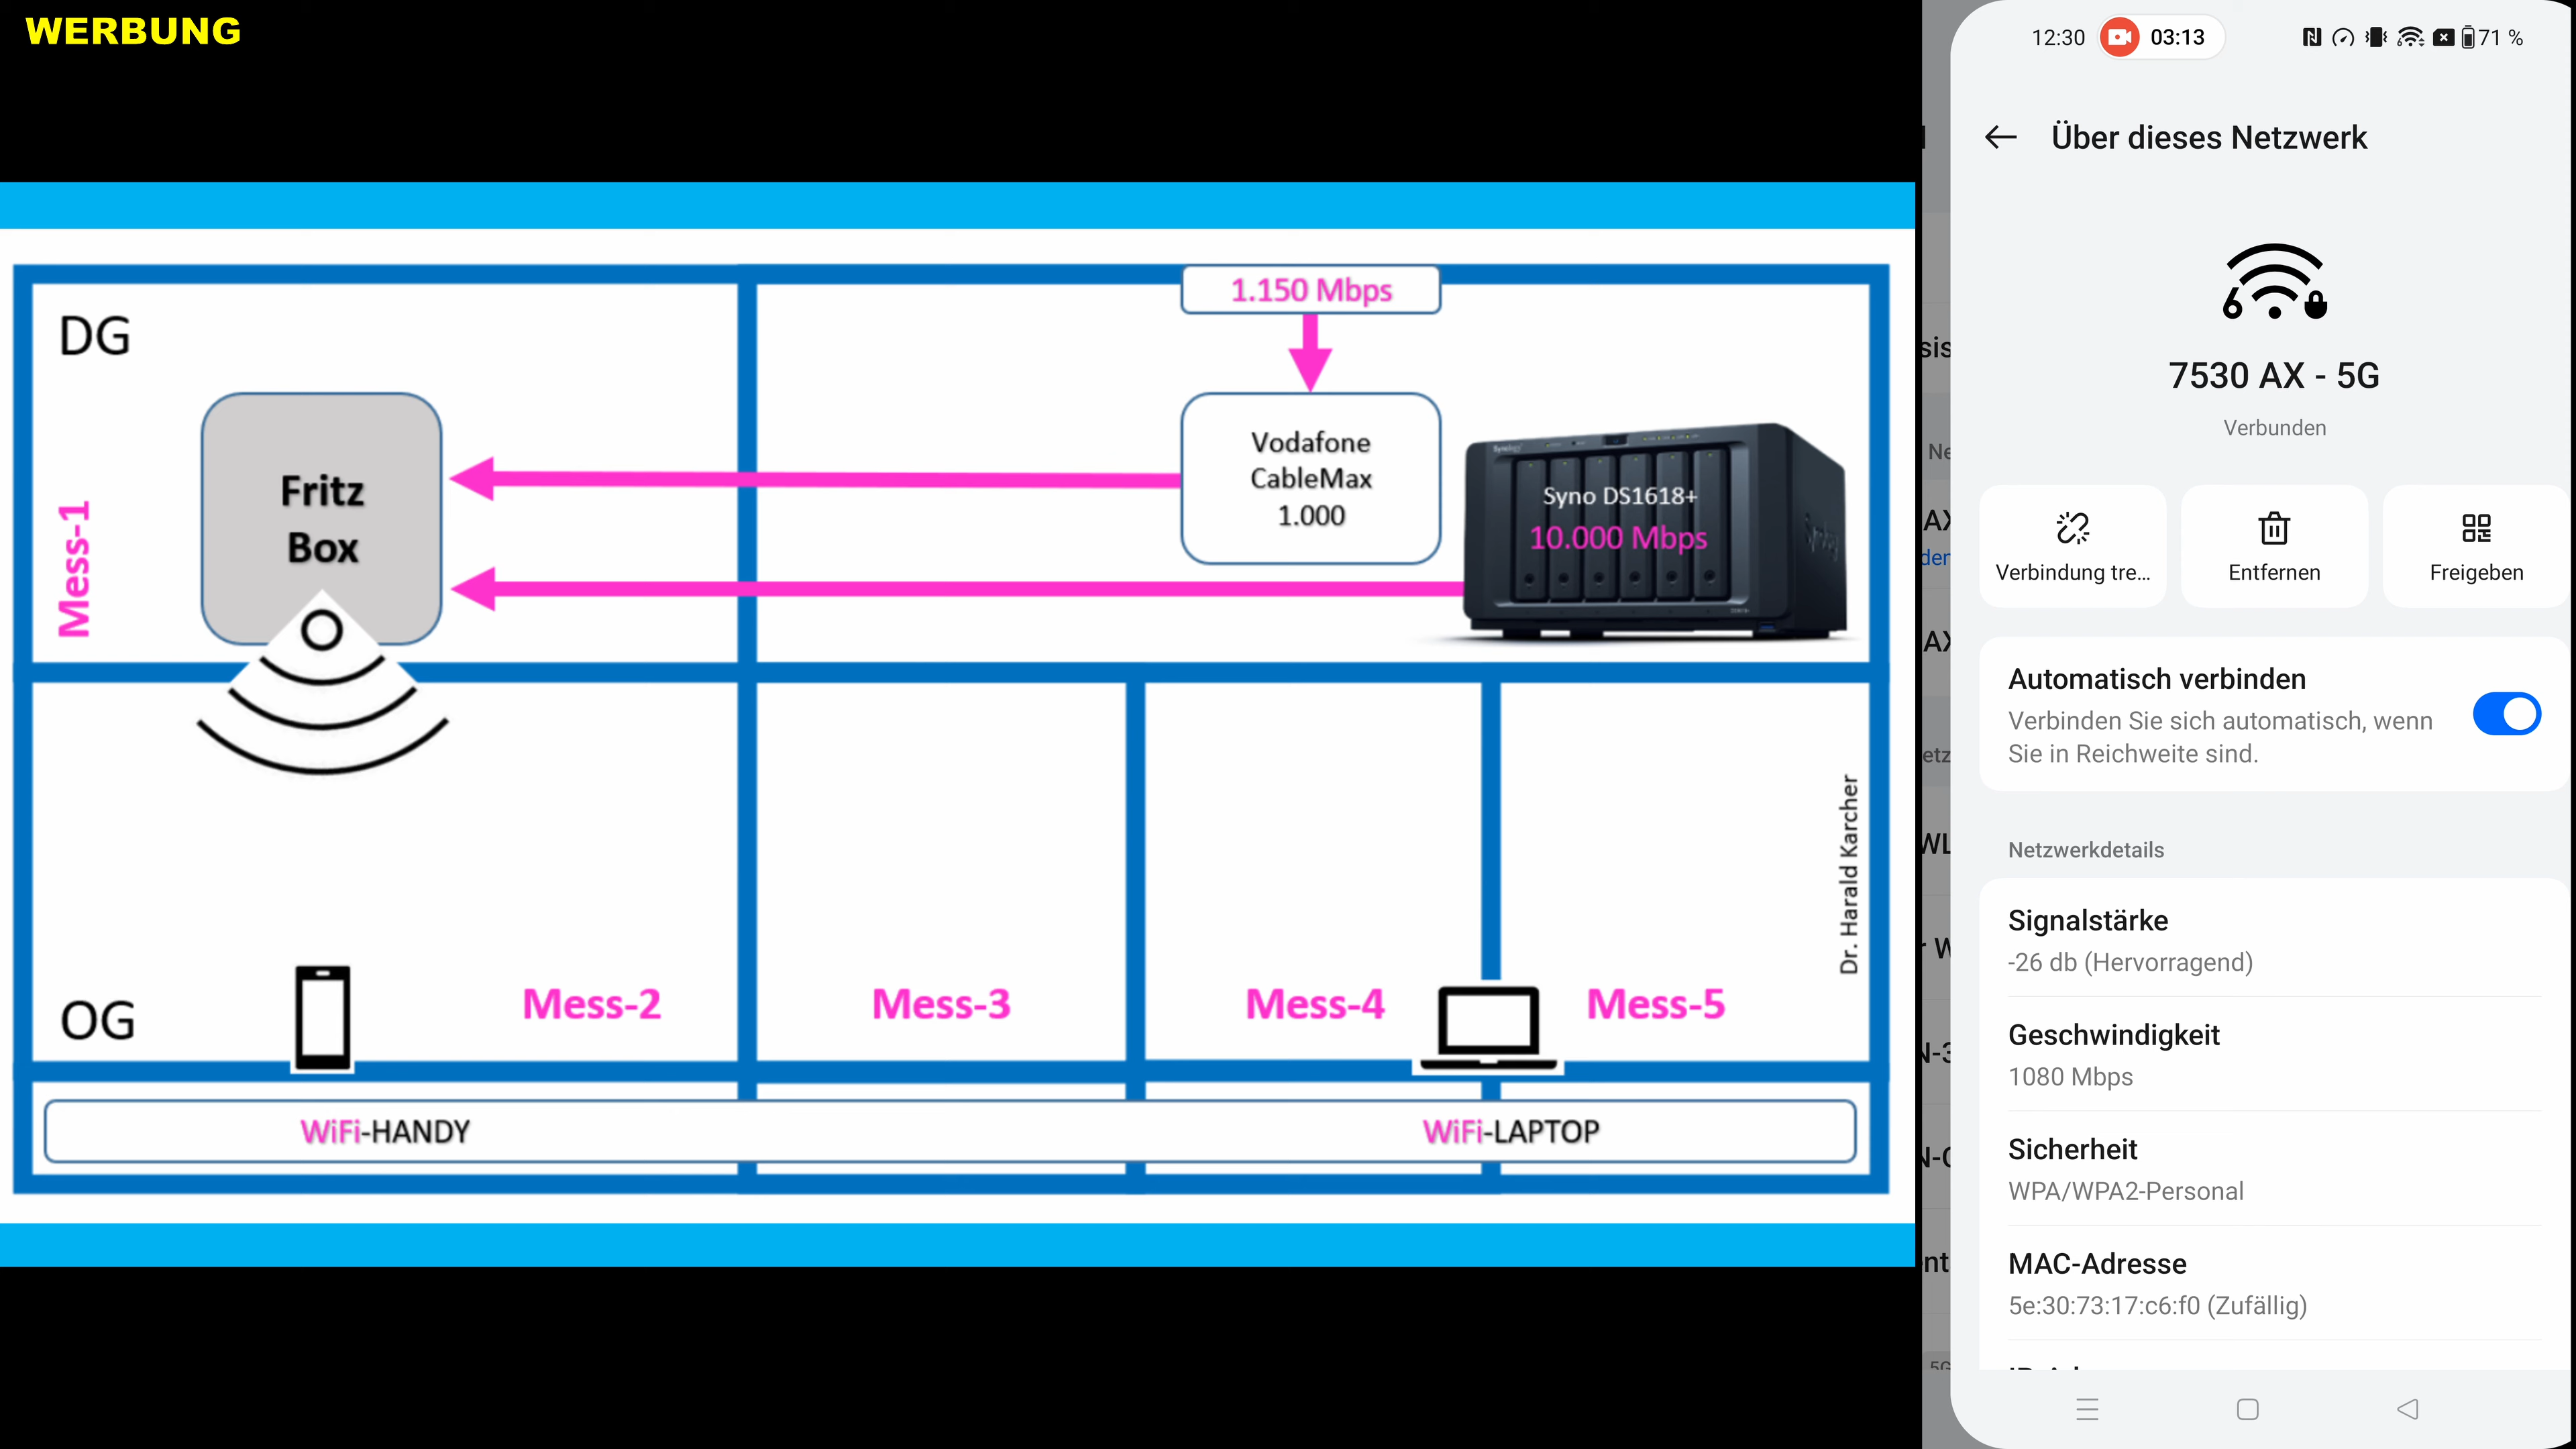 WERBUNG
1.150 Mbps
DG
Vodafone
CableMax
1.000
Fritz
Box
Mess-1
Synology
Syno DS1618+
10.000 Mbps
Dr. Harald Karcher
OG
Mess-2
Mess-3
Mess-4
Mess-5
WiFi-HANDY
WiFi-LAPTOP
12:30
03:13
71 %
Über dieses Netzwerk
6
7530 AX - 5G
Verbunden
Verbindung tre...
Entfernen
Freigeben
Automatisch verbinden
Verbinden Sie sich automatisch, wenn
Sie in Reichweite sind.
Netzwerkdetails
Signalstärke
-26 db (Hervorragend)
Geschwindigkeit
1080 Mbps
Sicherheit
WPA/WPA2-Personal
MAC-Adresse
5e:30:73:17:c6:f0 (Zufällig)